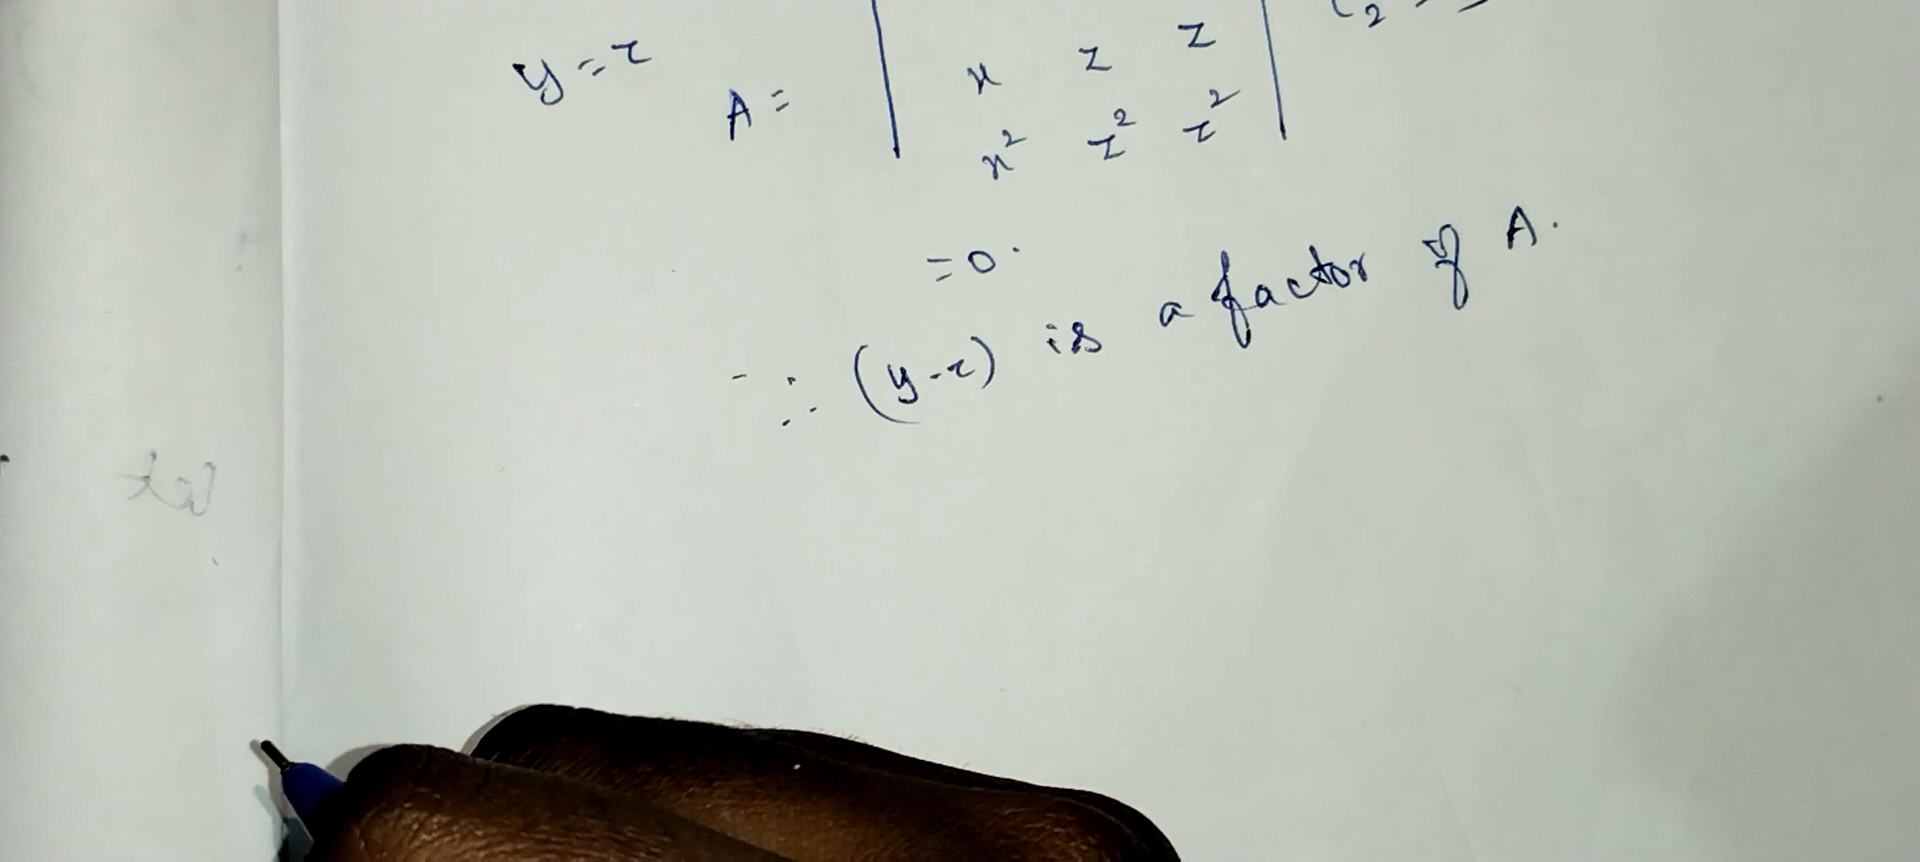 y=z A= | x z z |
x² z² z²
=0.
∴ (y-z) is a factor of A.